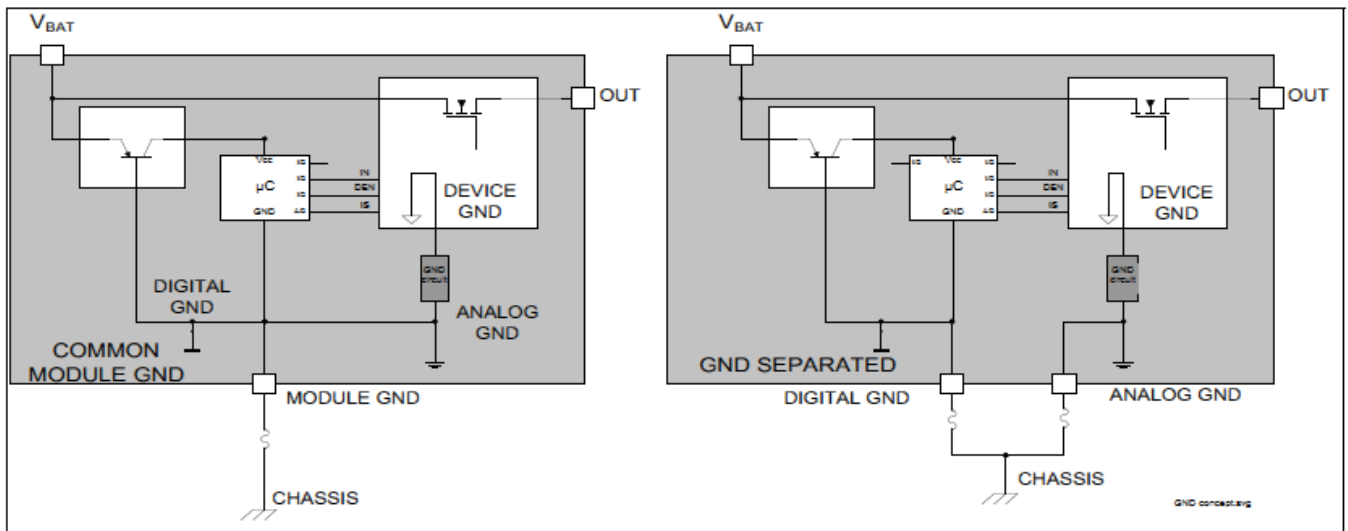 VBAT
OUT
Vcc
I/O
I/O
I/O
A/D
GND
µC
IN
DEN
IS
DEVICE
GND
GND
circuit
DIGITAL
GND
ANALOG
GND
COMMON
MODULE GND
MODULE GND
CHASSIS
VBAT
OUT
Vcc
I/O
I/O
I/O
I/O
A/D
GND
µC
IN
DEN
IS
DEVICE
GND
GND
circuit
GND SEPARATED
DIGITAL GND
ANALOG GND
CHASSIS
GND concept.svg